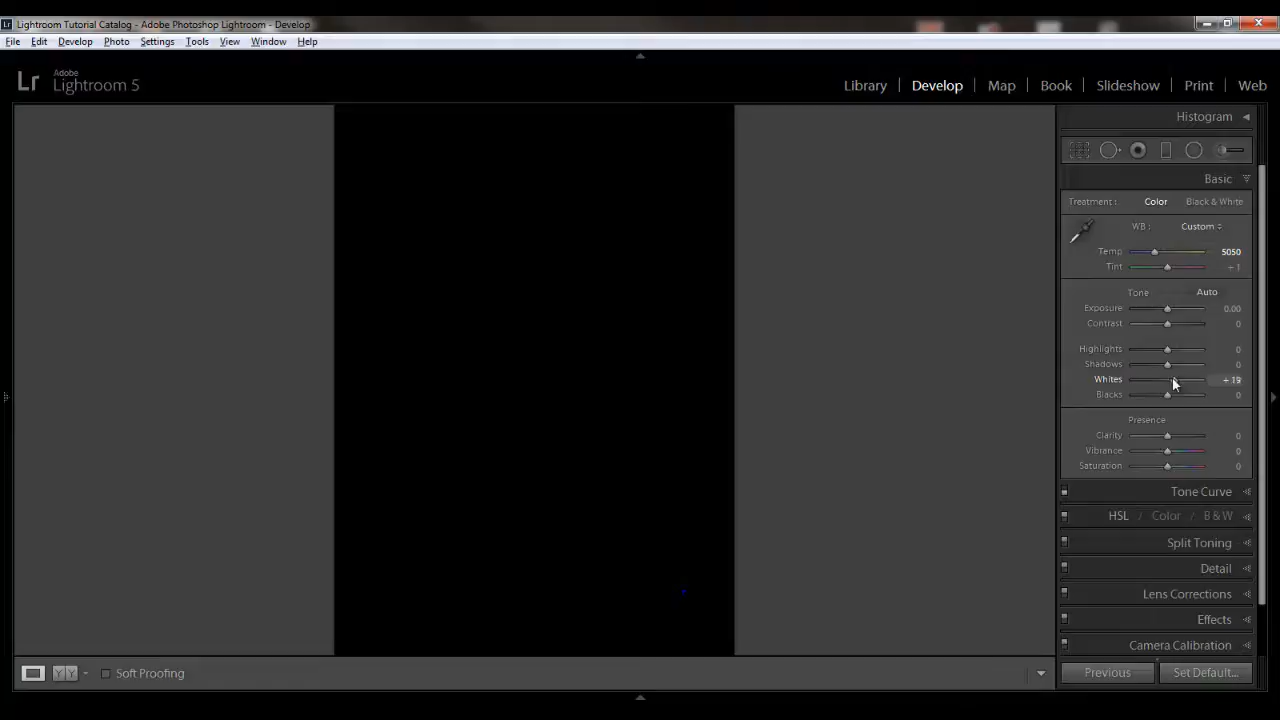 Lightroom Tutorial Catalog - Adobe Photoshop Lightroom - Develop
File Edit Develop Photo Settings Tools View Window Help
Lr Adobe Lightroom 5
Library Develop Map Book Slideshow Print Web
Histogram
Basic
Treatment : Color Black & White
WB : Custom
Temp 5050
Tint + 1
Tone Auto
Exposure 0.00
Contrast 0
Highlights 0
Shadows 0
Whites + 19
Blacks 0
Presence
Clarity 0
Vibrance 0
Saturation 0
Tone Curve
HSL / Color / B & W
Split Toning
Detail
Lens Corrections
Effects
Camera Calibration
Y Y Soft Proofing
Previous Set Default...